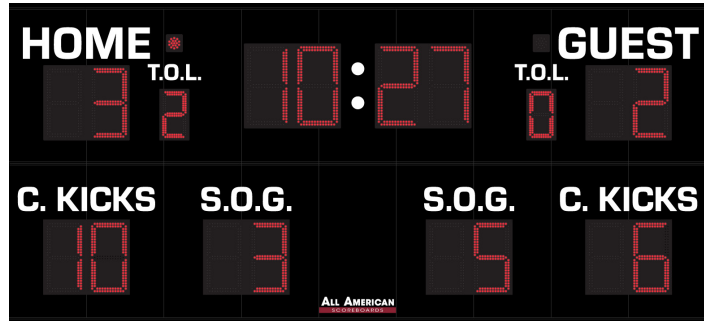 HOME GUEST
T.O.L. 10:27 T.O.L.
3 2 0 2
C. KICKS S.O.G. S.O.G. C. KICKS
10 3 5 6
ALL AMERICAN
SCOREBOARDS